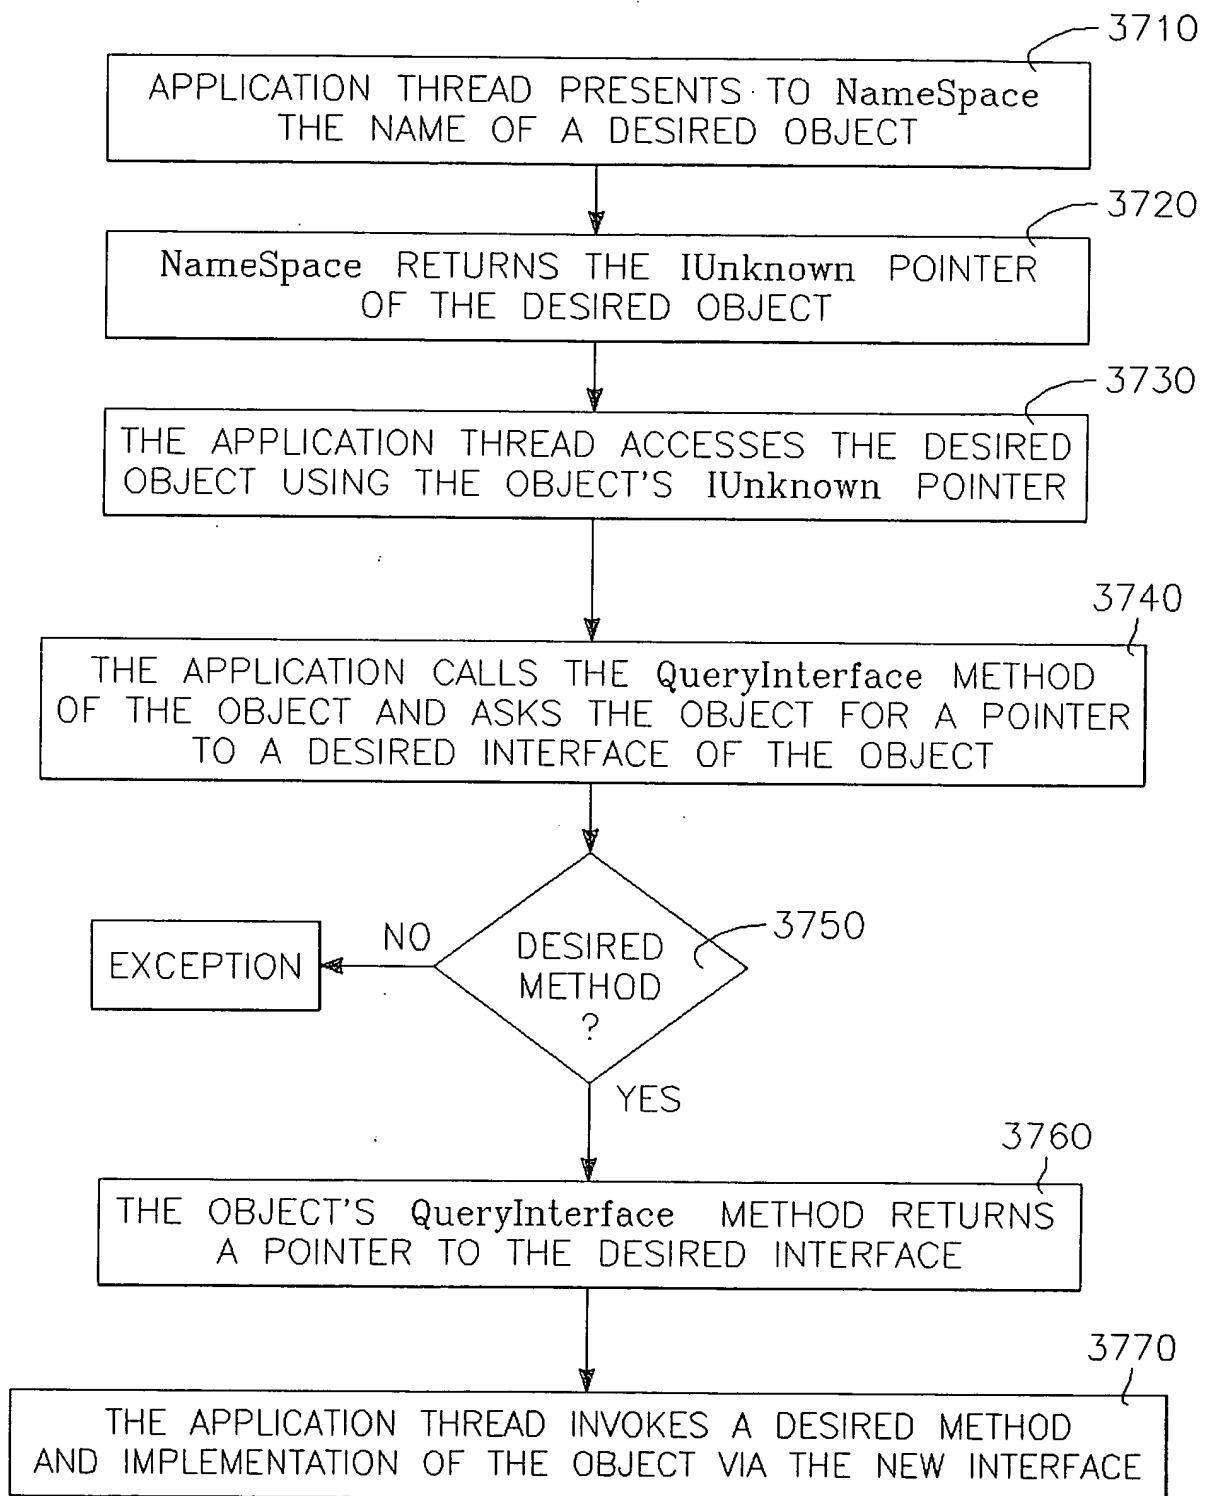 3710
APPLICATION THREAD PRESENTS TO NameSpace
THE NAME OF A DESIRED OBJECT
3720
NameSpace RETURNS THE IUnknown POINTER
OF THE DESIRED OBJECT
3730
THE APPLICATION THREAD ACCESSES THE DESIRED
OBJECT USING THE OBJECT'S IUnknown POINTER
3740
THE APPLICATION CALLS THE QueryInterface METHOD
OF THE OBJECT AND ASKS THE OBJECT FOR A POINTER
TO A DESIRED INTERFACE OF THE OBJECT
3750
DESIRED
METHOD
?
NO
EXCEPTION
YES
3760
THE OBJECT'S QueryInterface METHOD RETURNS
A POINTER TO THE DESIRED INTERFACE
3770
THE APPLICATION THREAD INVOKES A DESIRED METHOD
AND IMPLEMENTATION OF THE OBJECT VIA THE NEW INTERFACE